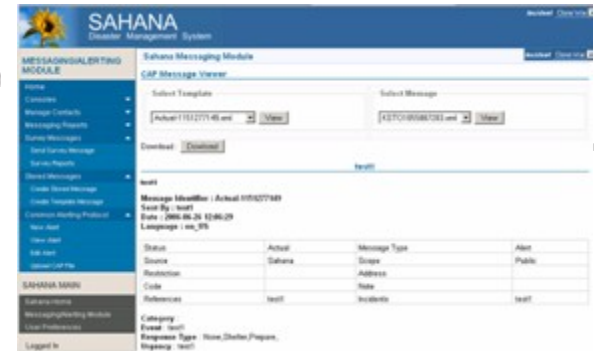 SAHANA
Disaster Management System
MESSAGING/ALERTING
MODULE
Home
Consoles
Manage Contacts
Messaging Reports
Survey Messages
Send Survey Message
Survey Reports
Stored Messages
Create Stored Message
Create Template Message
Common Alerting Protocol
New Alert
View Alert
Edit Alert
Upload CAP File
SAHANA MAIN
Sahana Home
Messaging/Alerting Module
User Preferences
Logged In
Sahana Messaging Module
CAP Message Viewer
Select Template
Select Message
View
View
Download Download
test1
test1
Message Identifier : Actual-1151277149
Sent By : test1
Date : 2006-06-26 12:06:29
Language : en_US
Status Actual Message Type Alert
Source Sahana Scope Public
Restriction Address
Code Note
References test1 Incidents test1
Category :
Event : test1
Response Type : None,Shelter,Prepare,
Urgency : test1